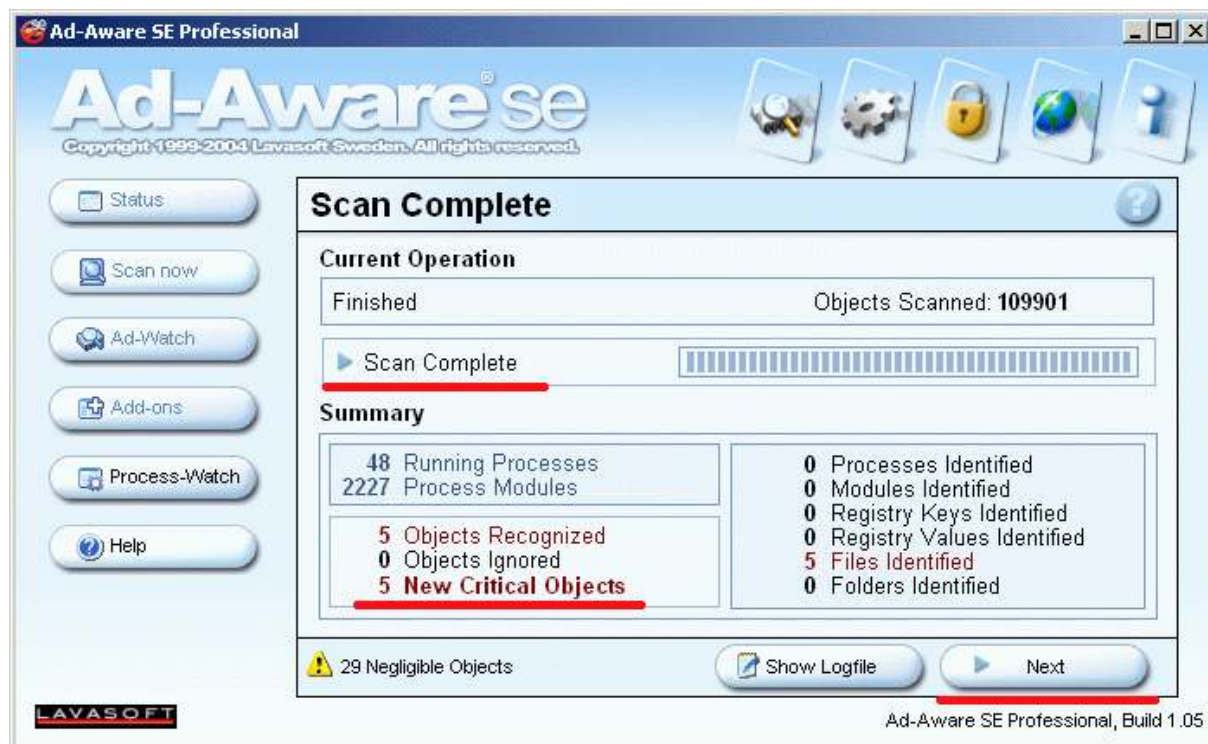 Ad-Aware SE Professional
Ad-Aware® se
Copyright 1999-2004 Lavasoft Sweden. All rights reserved.
Status
Scan now
Ad-Watch
Add-ons
Process-Watch
Help
Scan Complete
Current Operation
Finished
Objects Scanned: 109901
Scan Complete
Summary
48 Running Processes
2227 Process Modules
5 Objects Recognized
0 Objects Ignored
5 New Critical Objects
0 Processes Identified
0 Modules Identified
0 Registry Keys Identified
0 Registry Values Identified
5 Files Identified
0 Folders Identified
29 Negligible Objects
Show Logfile
Next
LAVASOFT
Ad-Aware SE Professional, Build 1.05